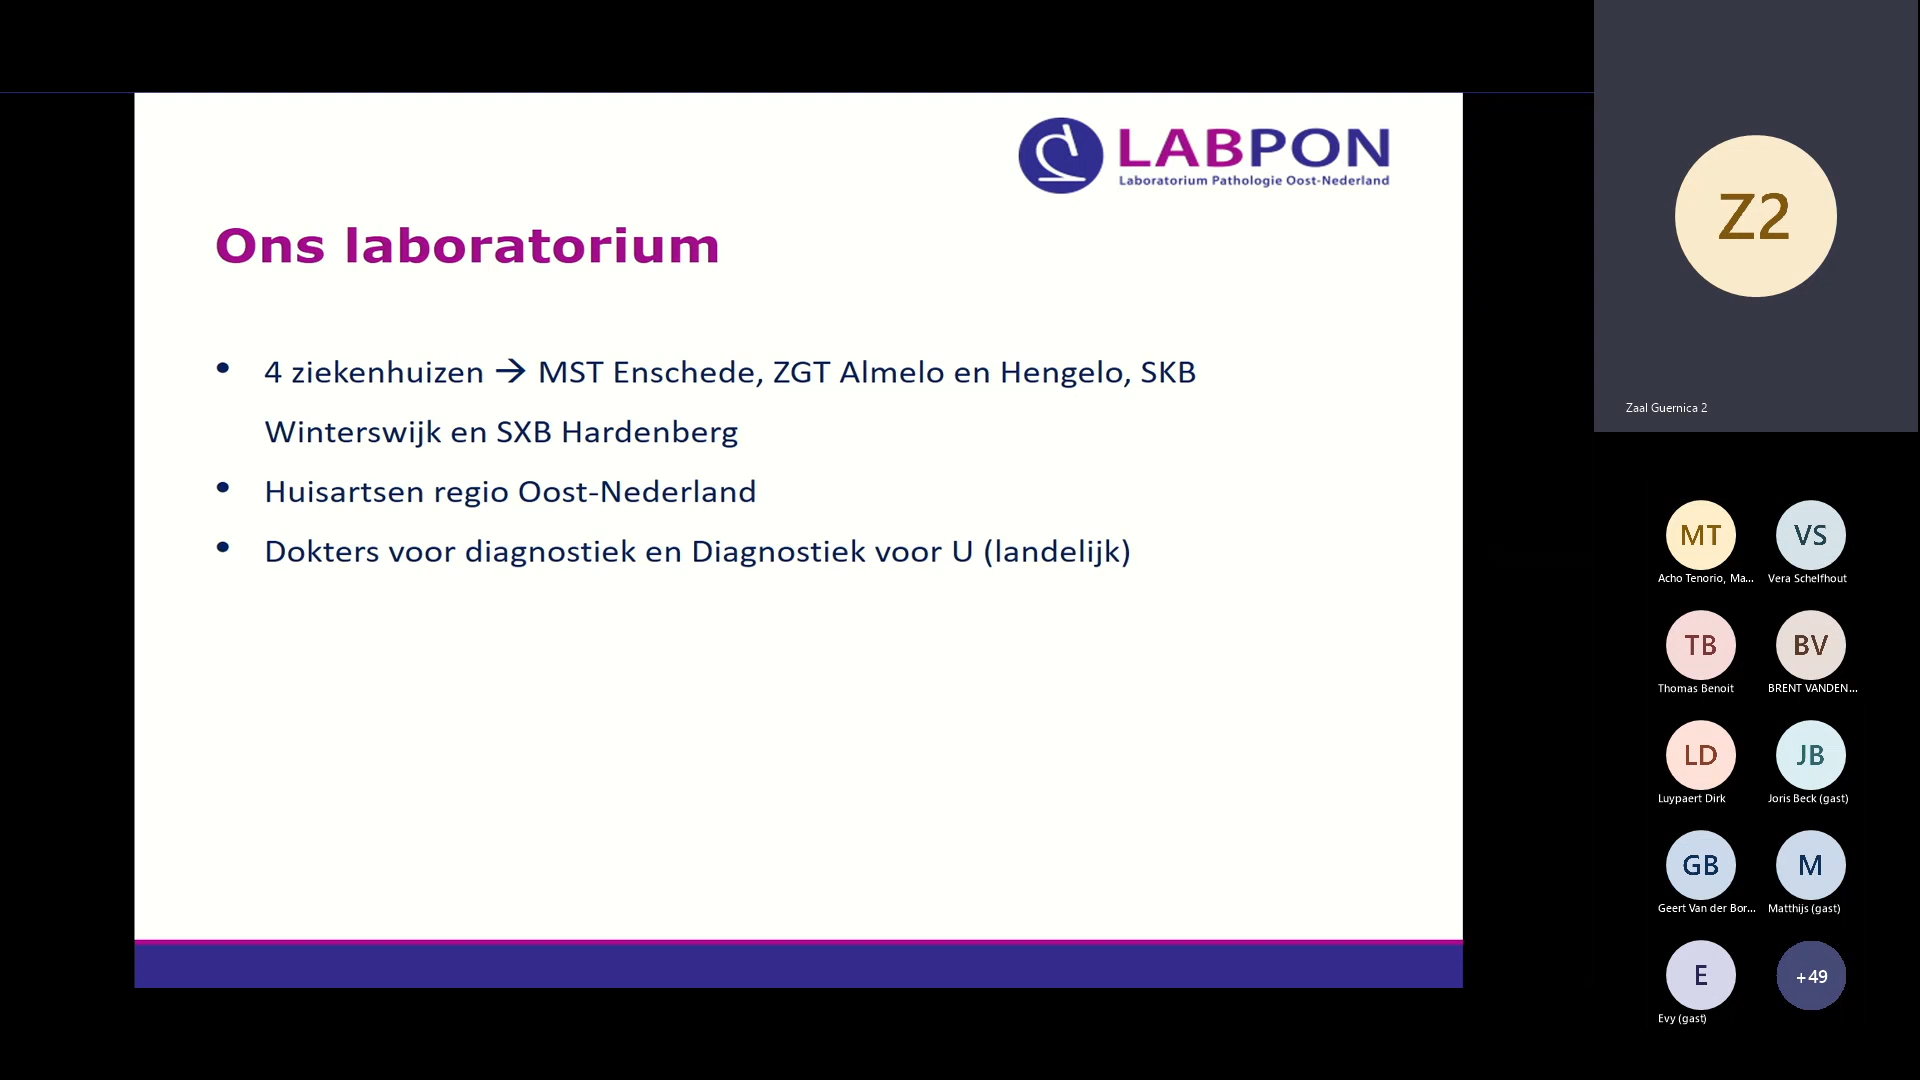 LABPON
Laboratorium Pathologie Oost-Nederland
Ons laboratorium
• 4 ziekenhuizen → MST Enschede, ZGT Almelo en Hengelo, SKB
Winterswijk en SXB Hardenberg
• Huisartsen regio Oost-Nederland
• Dokters voor diagnostiek en Diagnostiek voor U (landelijk)
Z2
Zaal Guernica 2
MT VS
Acho Tenorio, Ma... Vera Schelfhout
TB BV
Thomas Benoit BRENT VANDEN...
LD JB
Luypaert Dirk Joris Beck (gast)
GB M
Geert Van der Bor... Matthijs (gast)
E +49
Evy (gast)